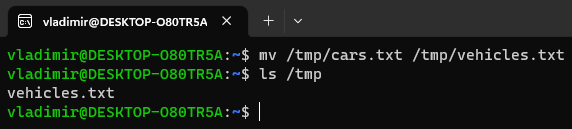 vladimir@DESKTOP-O80TR5A:
vladimir@DESKTOP-O80TR5A:~$ mv /tmp/cars.txt /tmp/vehicles.txt
vladimir@DESKTOP-O80TR5A:~$ ls /tmp
vehicles.txt
vladimir@DESKTOP-O80TR5A:~$